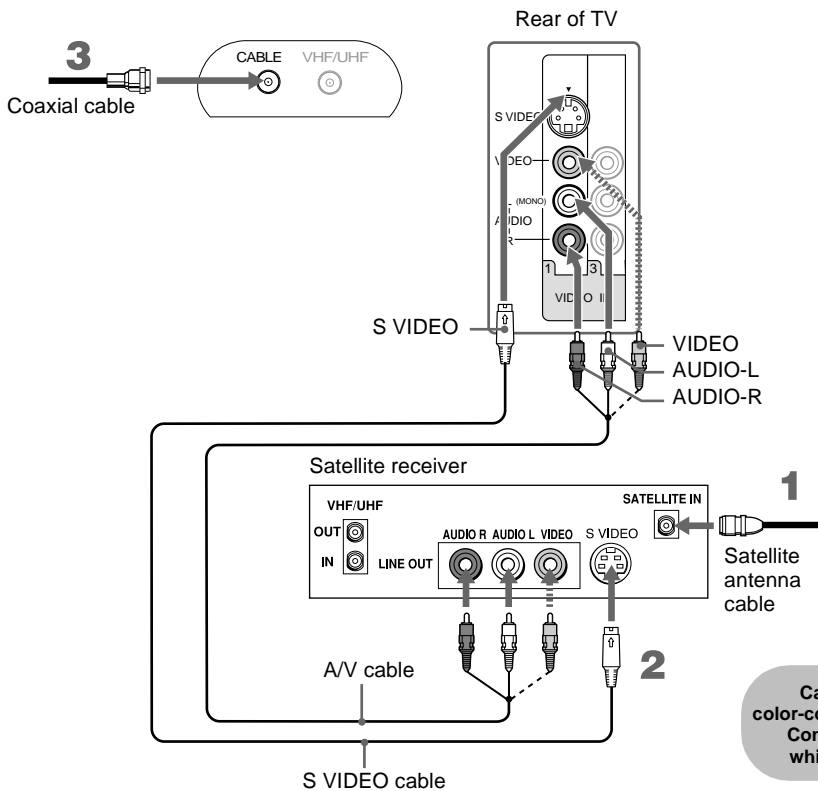 Rear of TV
3
CABLE VHF/UHF
Coaxial cable
S VIDEO
VIDEO
(MONO)
AUDIO
R
1 3
S VIDEO
VIDEO
AUDIO-L
AUDIO-R
Satellite receiver
VHF/UHF
OUT
IN
LINE OUT
AUDIO R AUDIO L VIDEO
S VIDEO
SATELLITE IN
1
Satellite
antenna
cable
2
A/V cable
S VIDEO cable